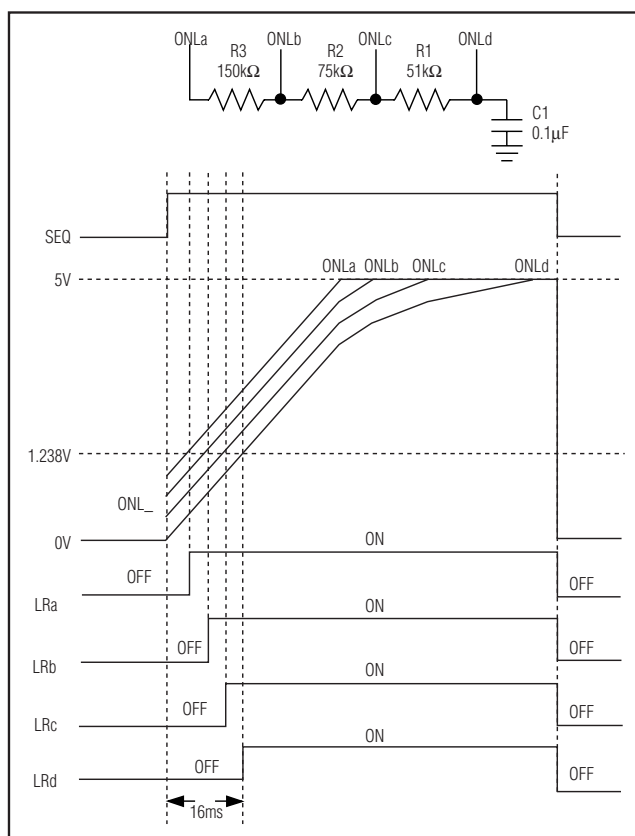 ONLa ONLb ONLc ONLd
R3 R2 R1
150kΩ 75kΩ 51kΩ
C1
0.1μF
SEQ
ONLa ONLb ONLc ONLd
5V
1.238V
ONL_
0V
ON
OFF
OFF
LRa
ON
OFF
OFF
LRb
ON
OFF
OFF
LRc
ON
OFF
OFF
LRd
16ms